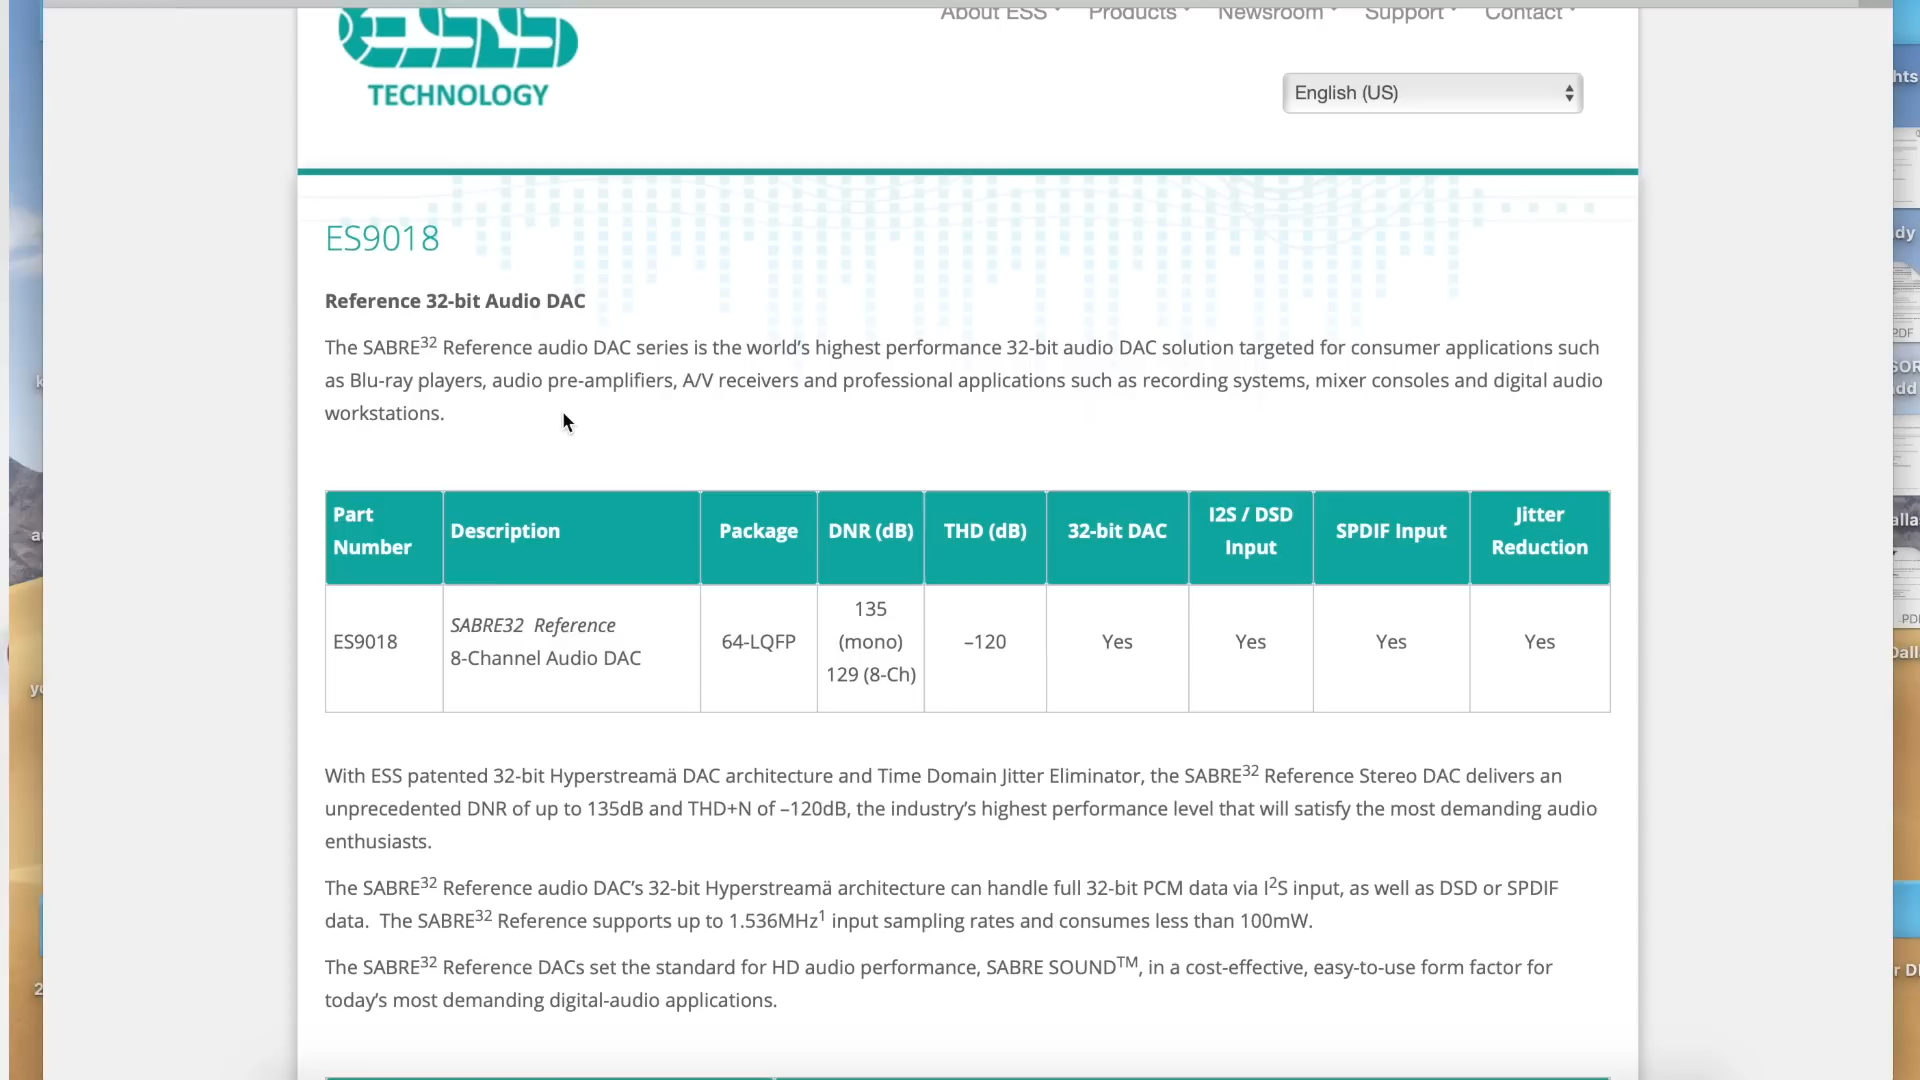 About ESS Products Newsroom Support Contact
ESS
TECHNOLOGY
English (US)
ES9018
Reference 32-bit Audio DAC
The SABRE32 Reference audio DAC series is the world's highest performance 32-bit audio DAC solution targeted for consumer applications such
as Blu-ray players, audio pre-amplifiers, A/V receivers and professional applications such as recording systems, mixer consoles and digital audio
workstations.
Part Number Description Package DNR (dB) THD (dB) 32-bit DAC I2S / DSD Input SPDIF Input Jitter Reduction
ES9018 SABRE32 Reference 8-Channel Audio DAC 64-LQFP 135 (mono) 129 (8-Ch) –120 Yes Yes Yes Yes
With ESS patented 32-bit Hyperstreamä DAC architecture and Time Domain Jitter Eliminator, the SABRE32 Reference Stereo DAC delivers an
unprecedented DNR of up to 135dB and THD+N of –120dB, the industry's highest performance level that will satisfy the most demanding audio
enthusiasts.
The SABRE32 Reference audio DAC's 32-bit Hyperstreamä architecture can handle full 32-bit PCM data via I2S input, as well as DSD or SPDIF
data. The SABRE32 Reference supports up to 1.536MHz1 input sampling rates and consumes less than 100mW.
The SABRE32 Reference DACs set the standard for HD audio performance, SABRE SOUNDTM, in a cost-effective, easy-to-use form factor for
today's most demanding digital-audio applications.